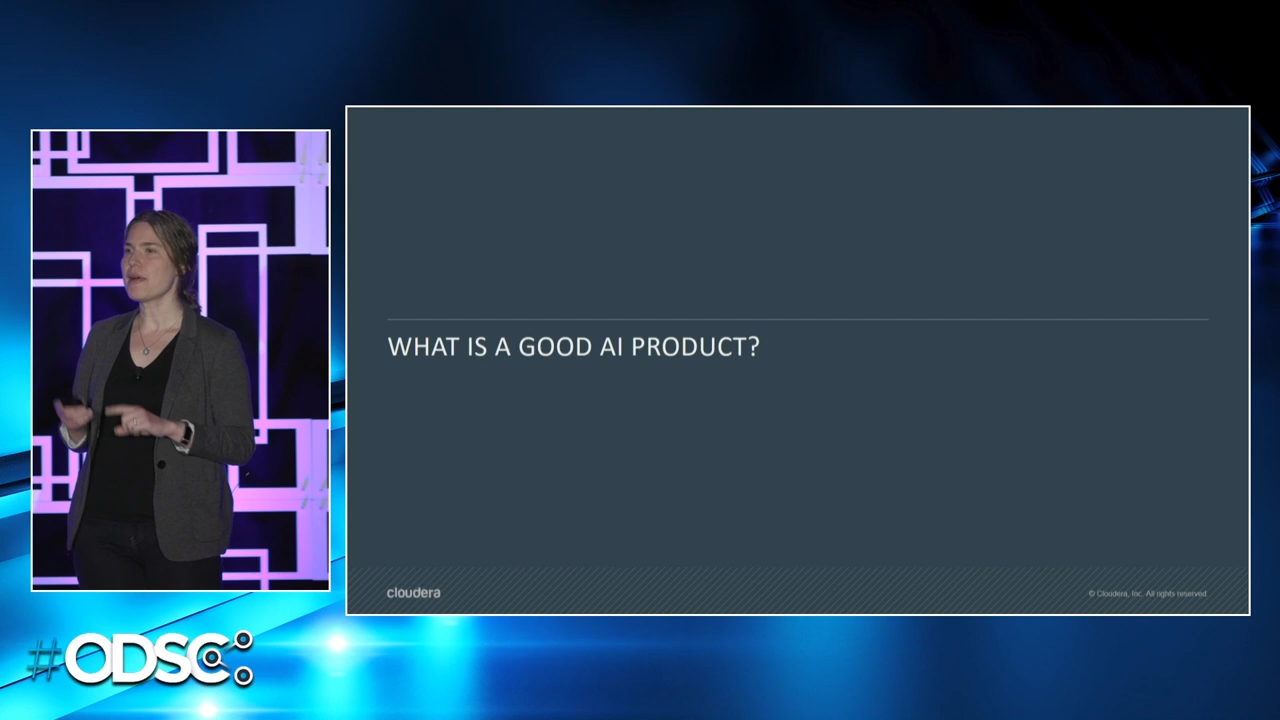 WHAT IS A GOOD AI PRODUCT?
cloudera
© Cloudera, Inc. All rights reserved.
#ODSC